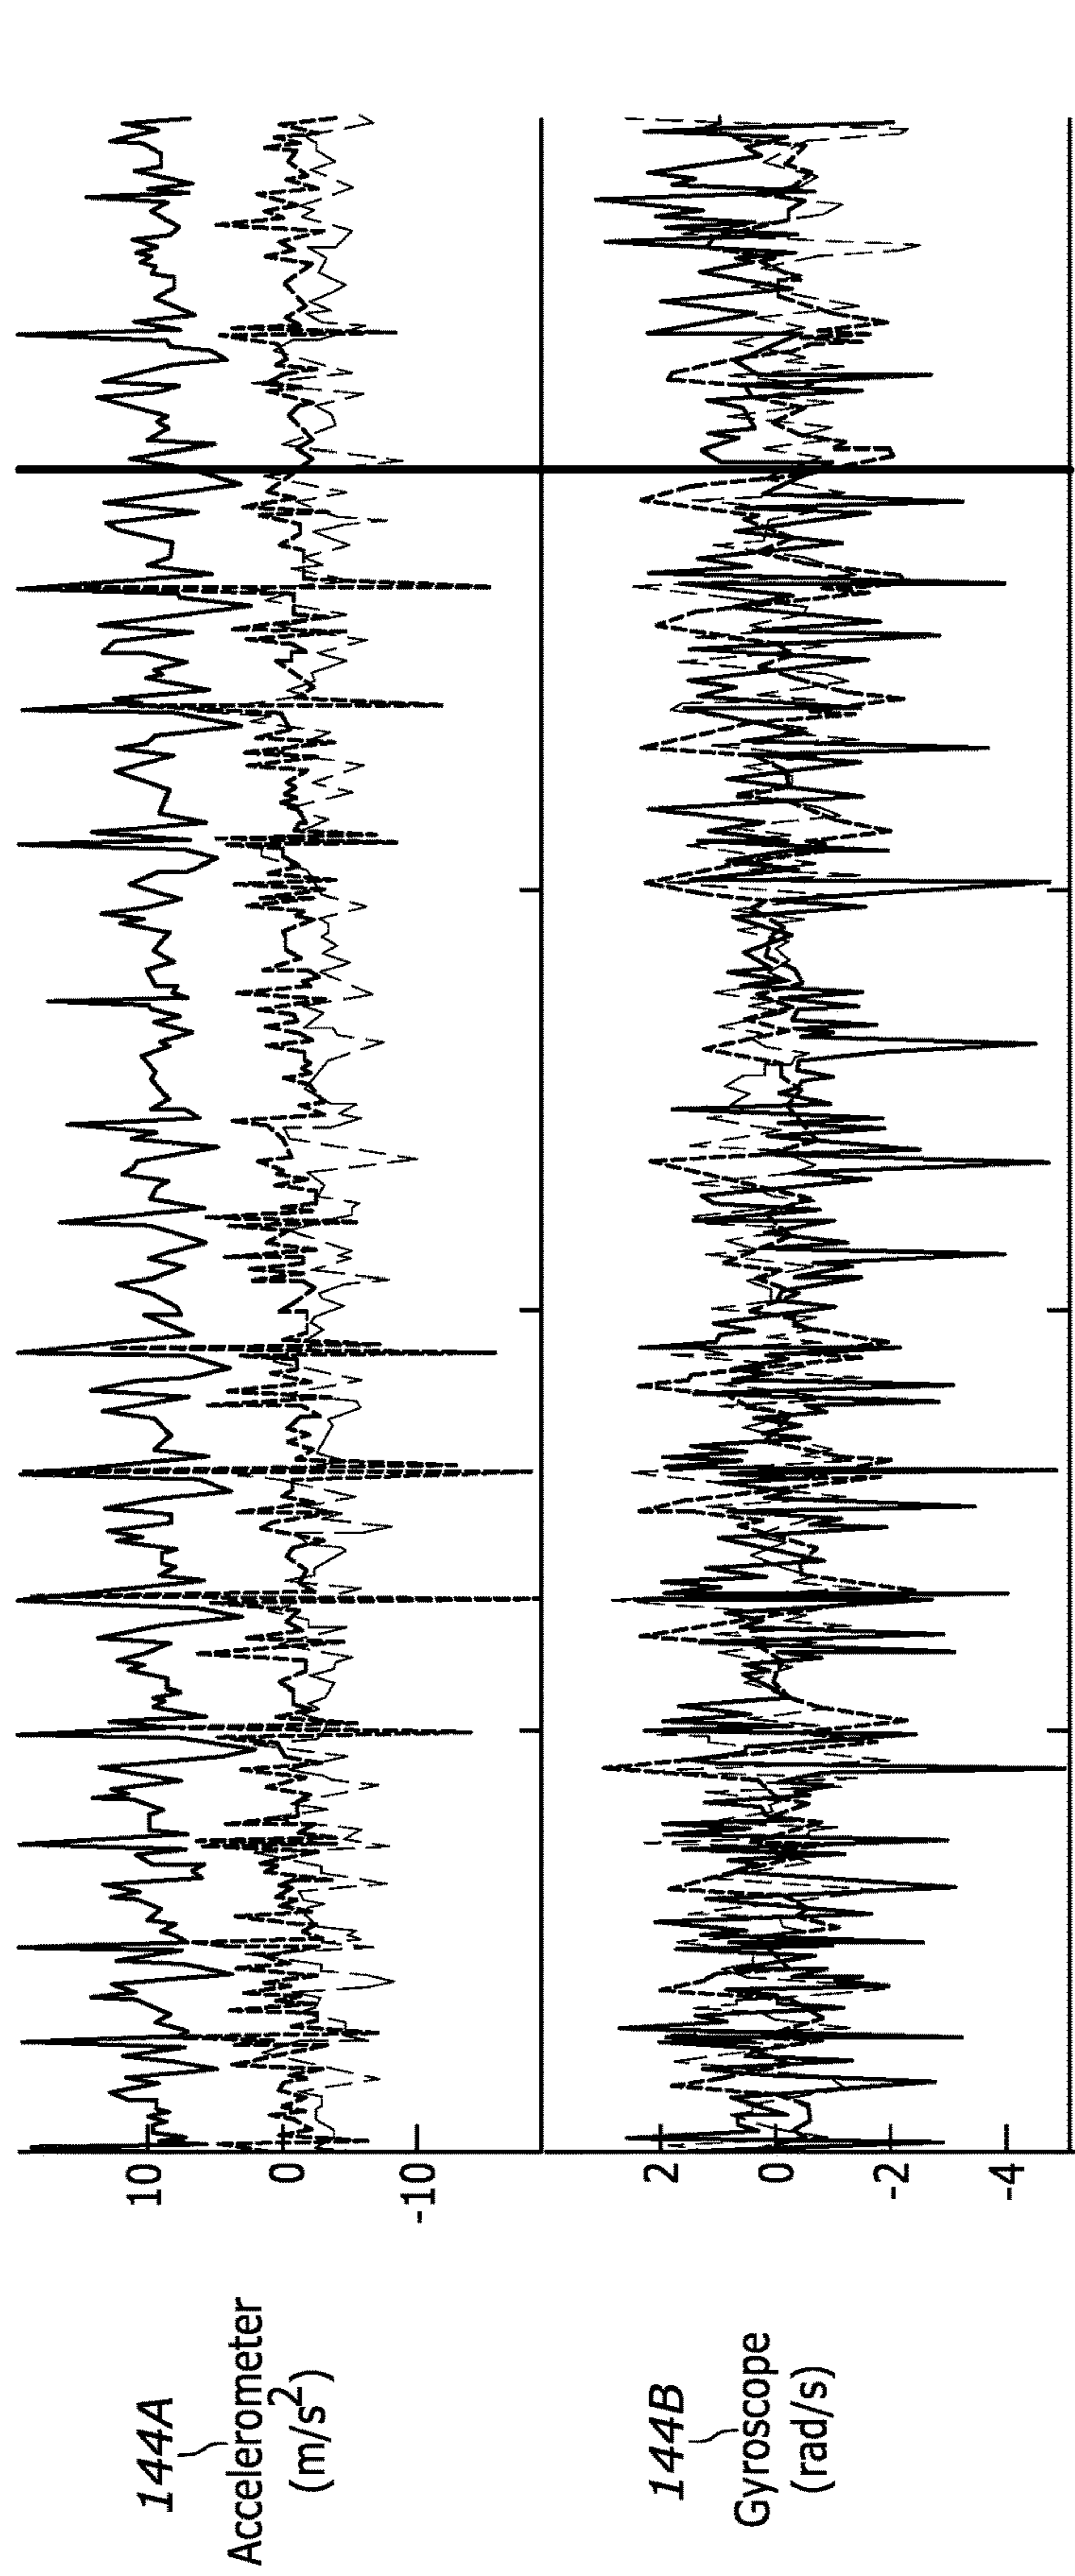 144A
Accelerometer
(m/s²)
10
0
-10
144B
Gyroscope
(rad/s)
2
0
-2
-4